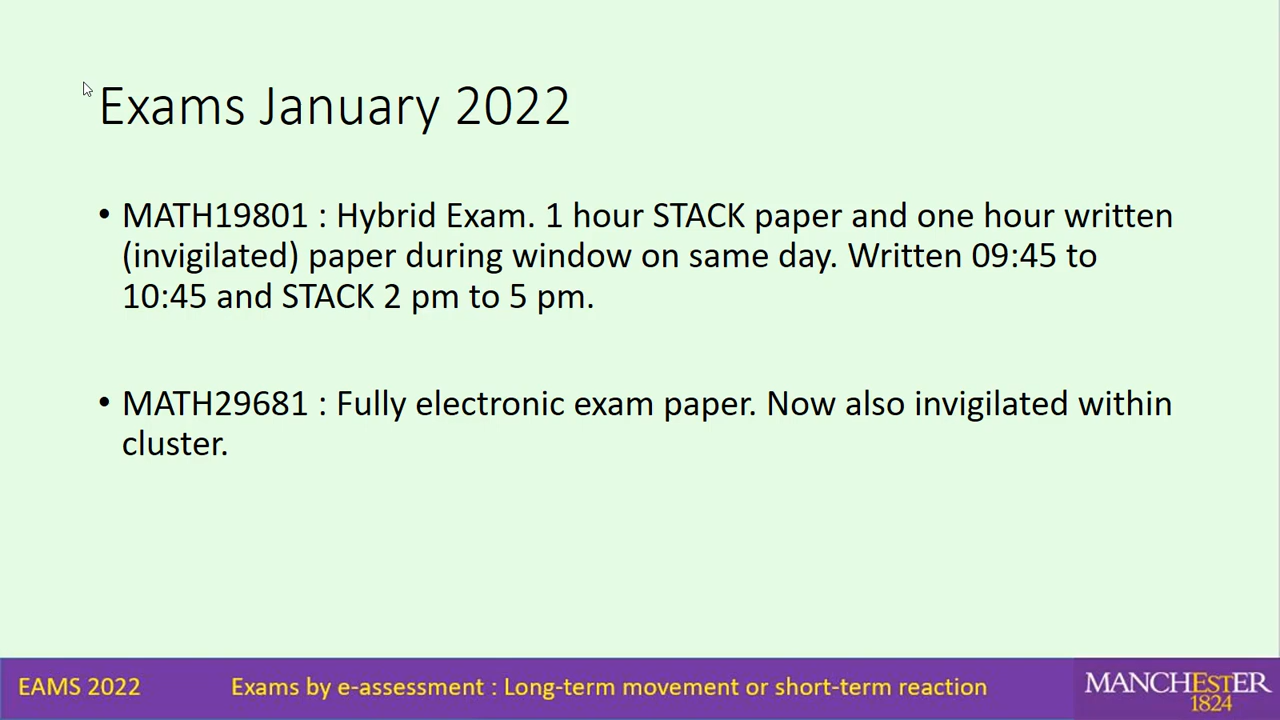 Exams January 2022
• MATH19801 : Hybrid Exam. 1 hour STACK paper and one hour written
(invigilated) paper during window on same day. Written 09:45 to
10:45 and STACK 2 pm to 5 pm.
• MATH29681 : Fully electronic exam paper. Now also invigilated within
cluster.
EAMS 2022 Exams by e-assessment : Long-term movement or short-term reaction
MANCHESTER
1824